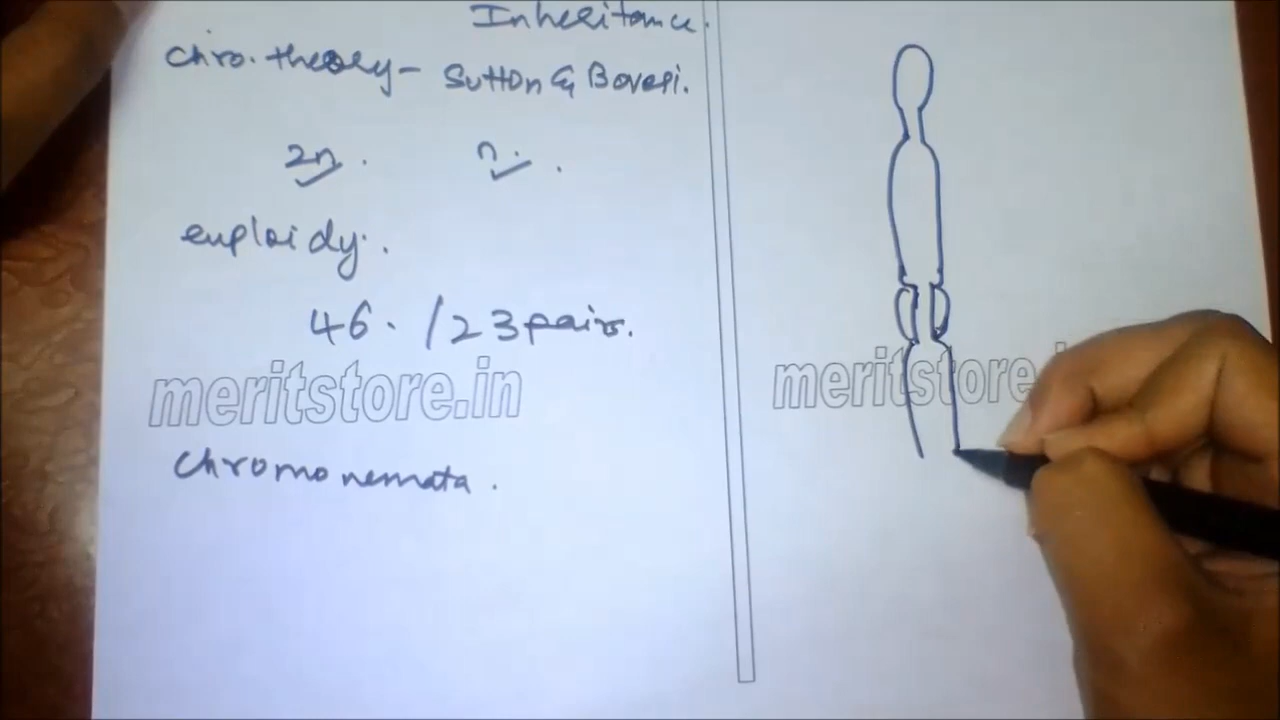 Inheritance.
Chro. theory - Sutton & Boveri.
2n. n. .
euploidy. .
46. / 23 pairs.
meritstore.in meritstore.i
Chromonemata.